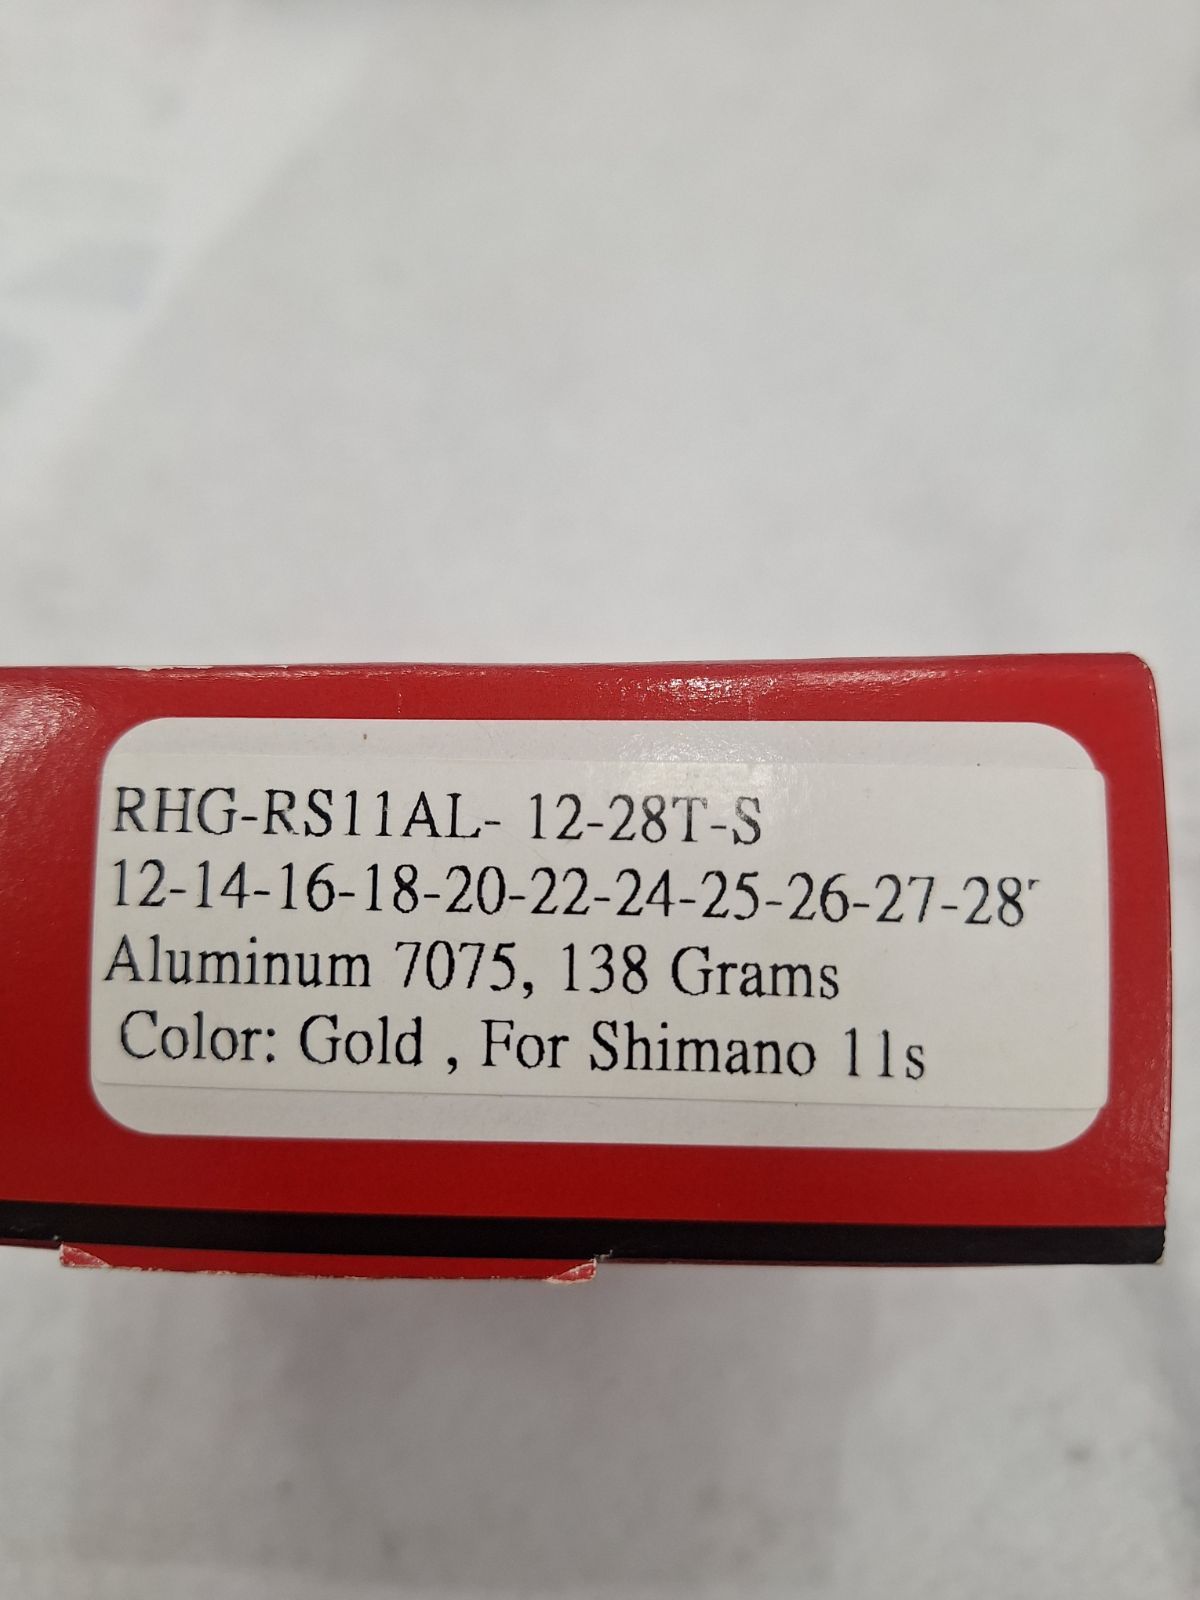 RHG-RS11AL- 12-28T-S
12-14-16-18-20-22-24-25-26-27-28T
Aluminum 7075, 138 Grams
Color: Gold , For Shimano 11s